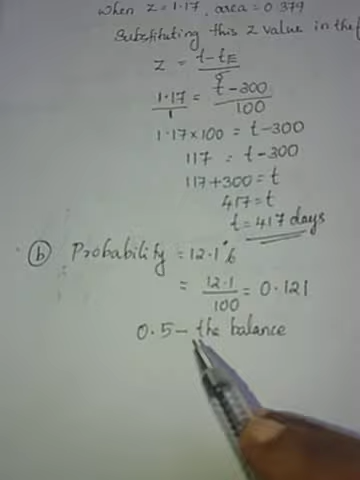 When z = 1.17, area = 0.379
Substituting this z value in the f
z = t - tE / σ
1.17 / 1 = t - 300 / 100
1.17 × 100 = t - 300
117 = t - 300
117 + 300 = t
417 = t
t = 417 days
(b) Probability = 12.1%
= 12.1 / 100 = 0.121
0.5 - the balance